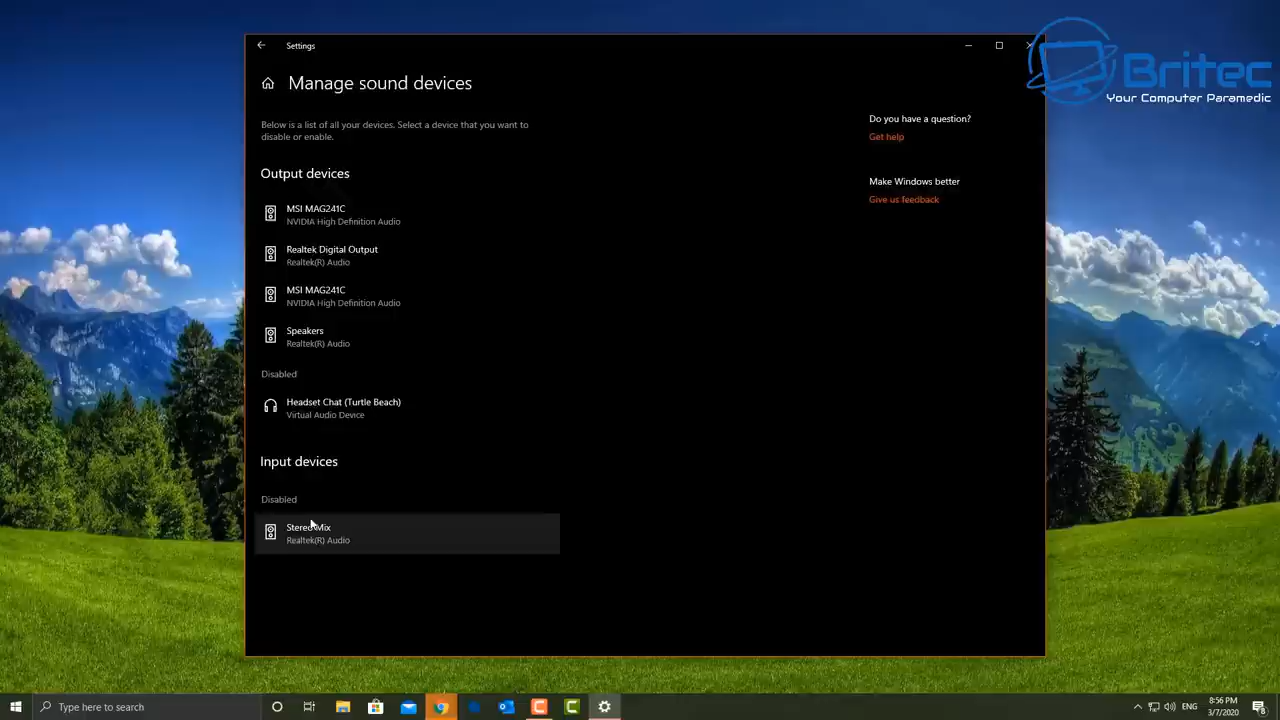 Settings
Manage sound devices
Below is a list of all your devices. Select a device that you want to
disable or enable.
Output devices
MSI MAG241C
NVIDIA High Definition Audio
Realtek Digital Output
Realtek(R) Audio
MSI MAG241C
NVIDIA High Definition Audio
Speakers
Realtek(R) Audio
Disabled
Headset Chat (Turtle Beach)
Virtual Audio Device
Input devices
Disabled
Stereo Mix
Realtek(R) Audio
Do you have a question?
Get help
Make Windows better
Give us feedback
Britec
Your Computer Paramedic
Type here to search
ENG
8:56 PM
3/7/2020
8